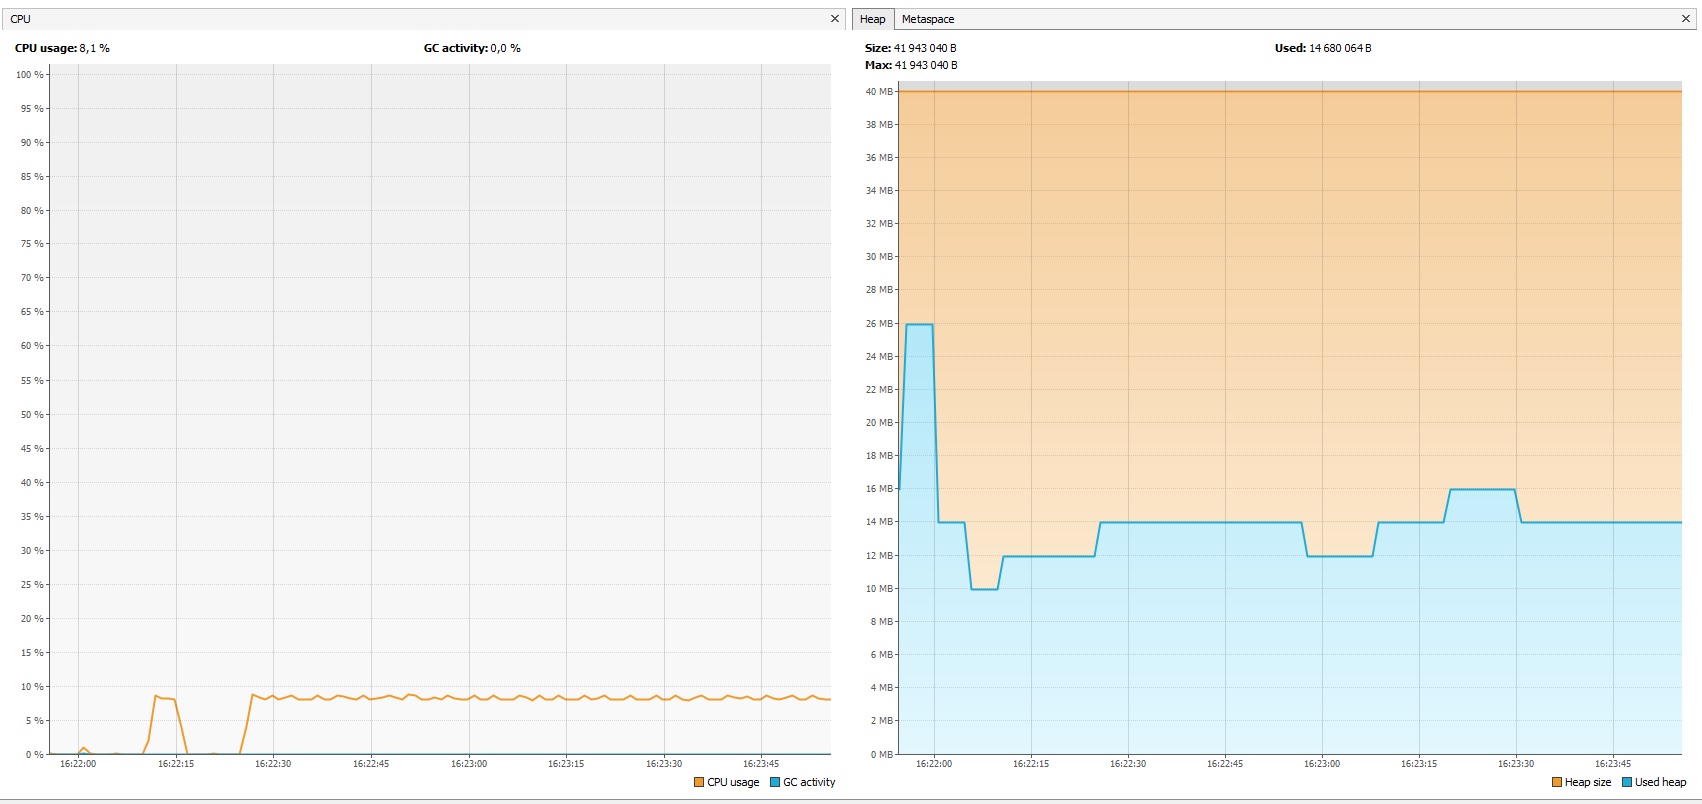 CPU
CPU usage: 8,1 %
GC activity: 0,0 %
100 %
95 %
90 %
85 %
80 %
75 %
70 %
65 %
60 %
55 %
50 %
45 %
40 %
35 %
30 %
25 %
20 %
15 %
10 %
5 %
0 %
16:22:00 16:22:15 16:22:30 16:22:45 16:23:00 16:23:15 16:23:30 16:23:45
CPU usage GC activity
Heap Metaspace
Size: 41 943 040 B
Used: 14 680 064 B
Max: 41 943 040 B
40 MB
38 MB
36 MB
34 MB
32 MB
30 MB
28 MB
26 MB
24 MB
22 MB
20 MB
18 MB
16 MB
14 MB
12 MB
10 MB
8 MB
6 MB
4 MB
2 MB
0 MB
16:22:00 16:22:15 16:22:30 16:22:45 16:23:00 16:23:15 16:23:30 16:23:45
Heap size Used heap